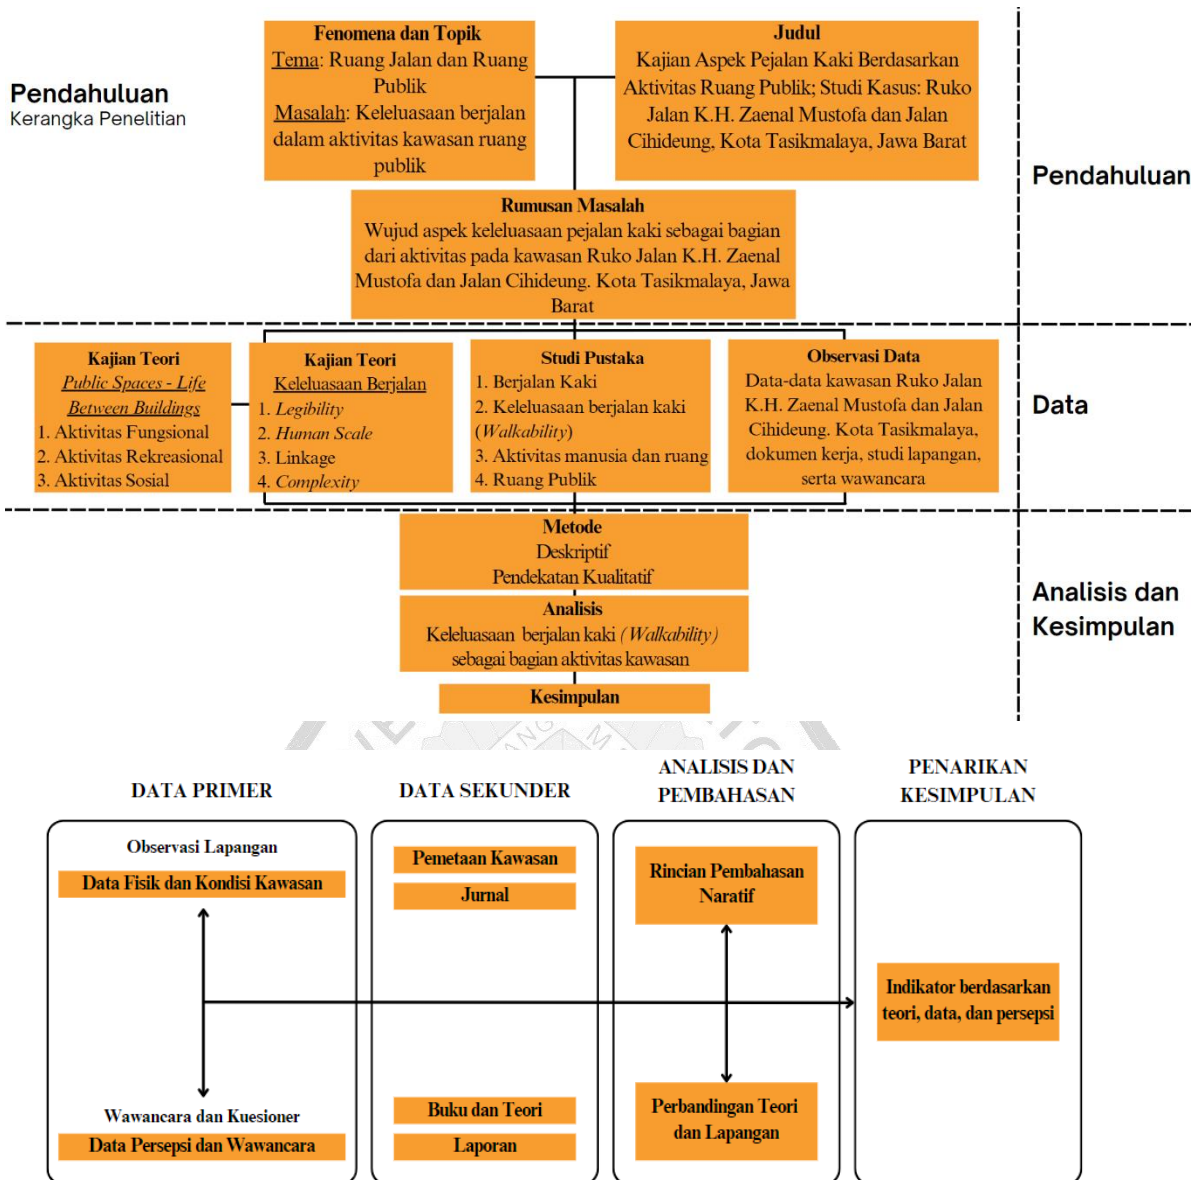 Pendahuluan
Kerangka Penelitian
Fenomena dan Topik
Tema: Ruang Jalan dan Ruang
Publik
Masalah: Keleluasaan berjalan
dalam aktivitas kawasan ruang
publik
Judul
Kajian Aspek Pejalan Kaki Berdasarkan
Aktivitas Ruang Publik; Studi Kasus: Ruko
Jalan K.H. Zaenal Mustofa dan Jalan
Cihideung, Kota Tasikmalaya, Jawa Barat
Pendahuluan
Rumusan Masalah
Wujud aspek keleluasaan pejalan kaki sebagai bagian
dari aktivitas pada kawasan Ruko Jalan K.H. Zaenal
Mustofa dan Jalan Cihideung. Kota Tasikmalaya, Jawa
Barat
Kajian Teori
Public Spaces - Life
Between Buildings
1. Aktivitas Fungsional
2. Aktivitas Rekreasional
3. Aktivitas Sosial
Kajian Teori
Keleluasaan Berjalan
1. Legibility
2. Human Scale
3. Linkage
4. Complexity
Studi Pustaka
1. Berjalan Kaki
2. Keleluasaan berjalan kaki
(Walkability)
3. Aktivitas manusia dan ruang
4. Ruang Publik
Observasi Data
Data-data kawasan Ruko Jalan
K.H. Zaenal Mustofa dan Jalan
Cihideung. Kota Tasikmalaya,
dokumen kerja, studi lapangan,
serta wawancara
Data
Metode
Deskriptif
Pendekatan Kualitatif
Analisis
Keleluasaan berjalan kaki (Walkability)
sebagai bagian aktivitas kawasan
Kesimpulan
Analisis dan
Kesimpulan
DATA PRIMER
Observasi Lapangan
Data Fisik dan Kondisi Kawasan
Wawancara dan Kuesioner
Data Persepsi dan Wawancara
DATA SEKUNDER
Pemetaan Kawasan
Jurnal
Buku dan Teori
Laporan
ANALISIS DAN
PEMBAHASAN
Rincian Pembahasan
Naratif
Perbandingan Teori
dan Lapangan
PENARIKAN
KESIMPULAN
Indikator berdasarkan
teori, data, dan persepsi